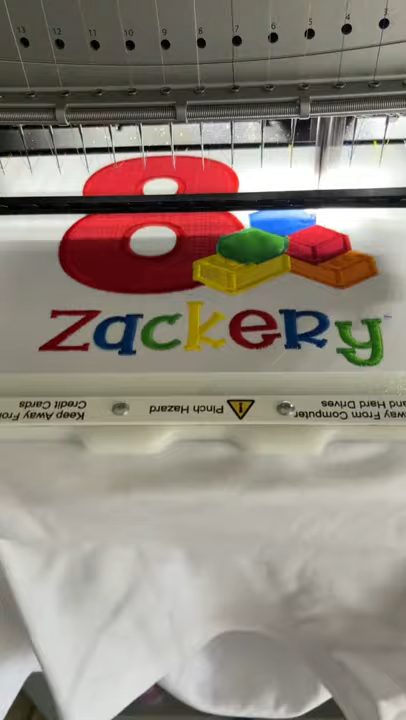 13 12 11 10 9 8 7 6 5 4 3
8
Zackery
Keep Away From
Credit Cards
Pinch Hazard
way From Computer
and Hard Drives